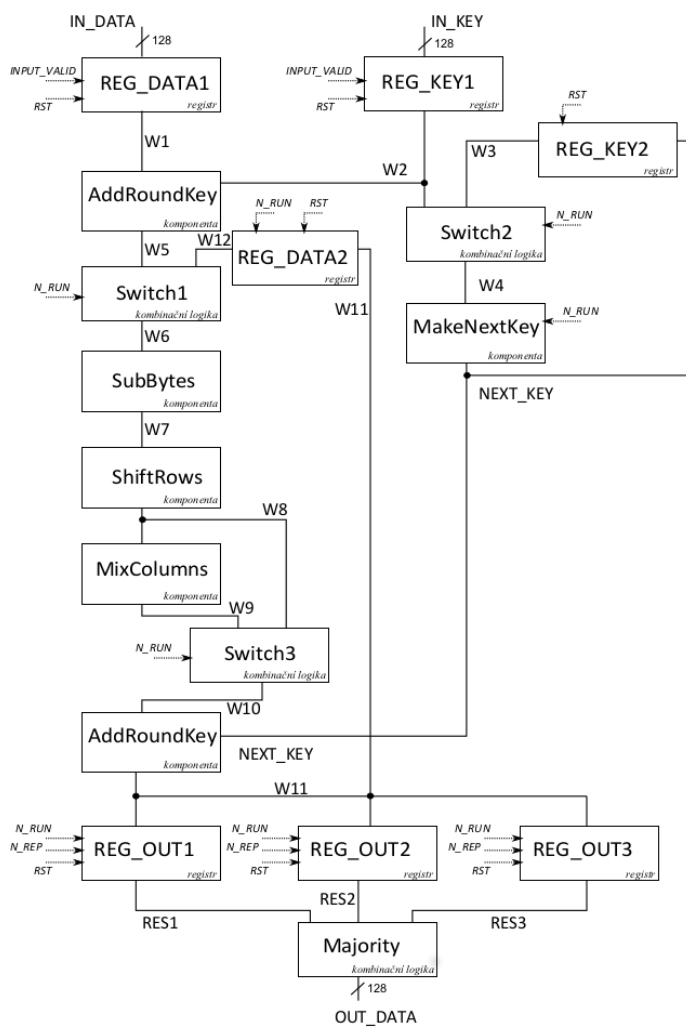 IN_DATA
IN_KEY
128
128
INPUT_VALID
REG_DATA1
RST
registr
INPUT_VALID
REG_KEY1
RST
registr
RST
W1
W3
REG_KEY2
registr
W2
AddRoundKey
komponenta
N_RUN
RST
Switch2
N_RUN
kombinační logika
W5
W12
REG_DATA2
registr
N_RUN
Switch1
kombinační logika
W4
W11
W6
MakeNextKey
N_RUN
komponenta
SubBytes
komponenta
NEXT_KEY
W7
ShiftRows
komponenta
W8
MixColumns
komponenta
W9
N_RUN
Switch3
kombinační logika
W10
AddRoundKey
komponenta
NEXT_KEY
W11
N_RUN
N_REP
RST
REG_OUT1
registr
N_RUN
N_REP
RST
REG_OUT2
registr
N_RUN
N_REP
RST
REG_OUT3
registr
RES1
RES2
RES3
Majority
kombinační logika
128
OUT_DATA